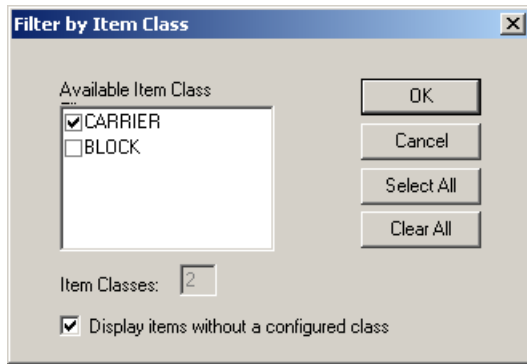 Filter by Item Class
Available Item Class
CARRIER
BLOCK
OK
Cancel
Select All
Clear All
Item Classes: 2
Display items without a configured class